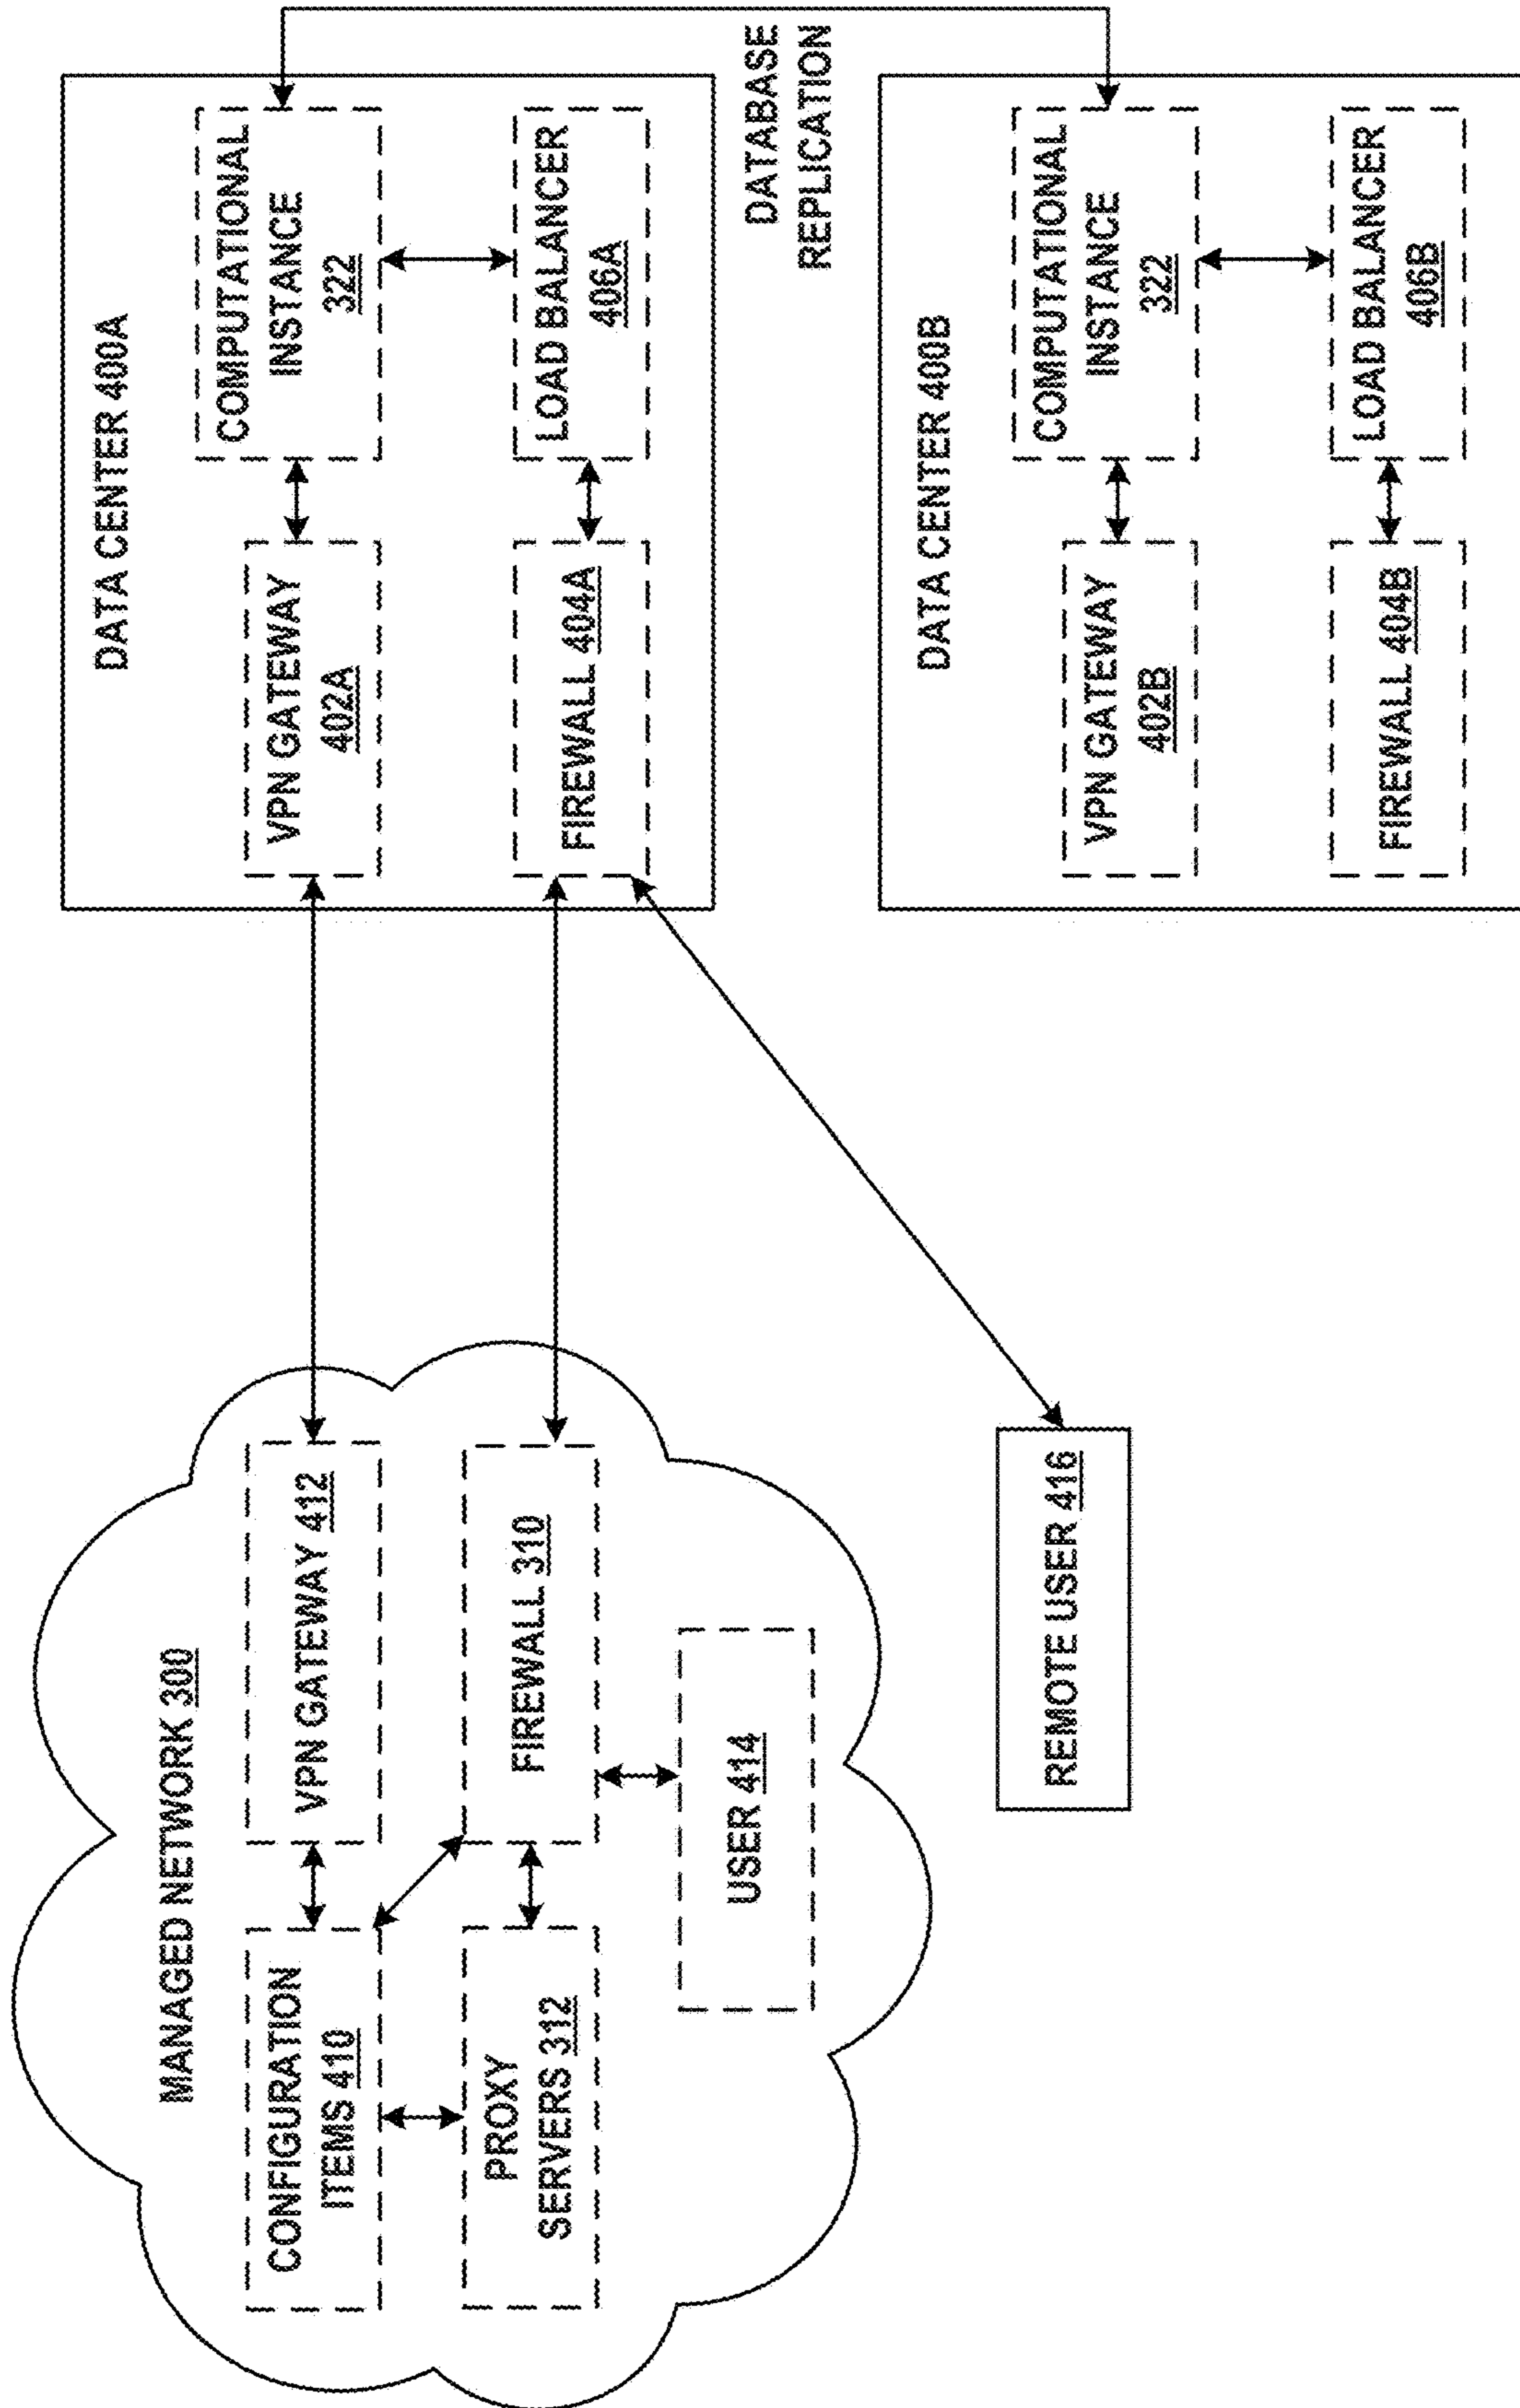 MANAGED NETWORK 300
CONFIGURATION
ITEMS 410
VPN GATEWAY 412
PROXY
SERVERS 312
FIREWALL 310
USER 414
REMOTE USER 416
DATA CENTER 400A
VPN GATEWAY
402A
COMPUTATIONAL
INSTANCE
322
FIREWALL 404A
LOAD BALANCER
406A
DATABASE
REPLICATION
DATA CENTER 400B
VPN GATEWAY
402B
COMPUTATIONAL
INSTANCE
322
FIREWALL 404B
LOAD BALANCER
406B